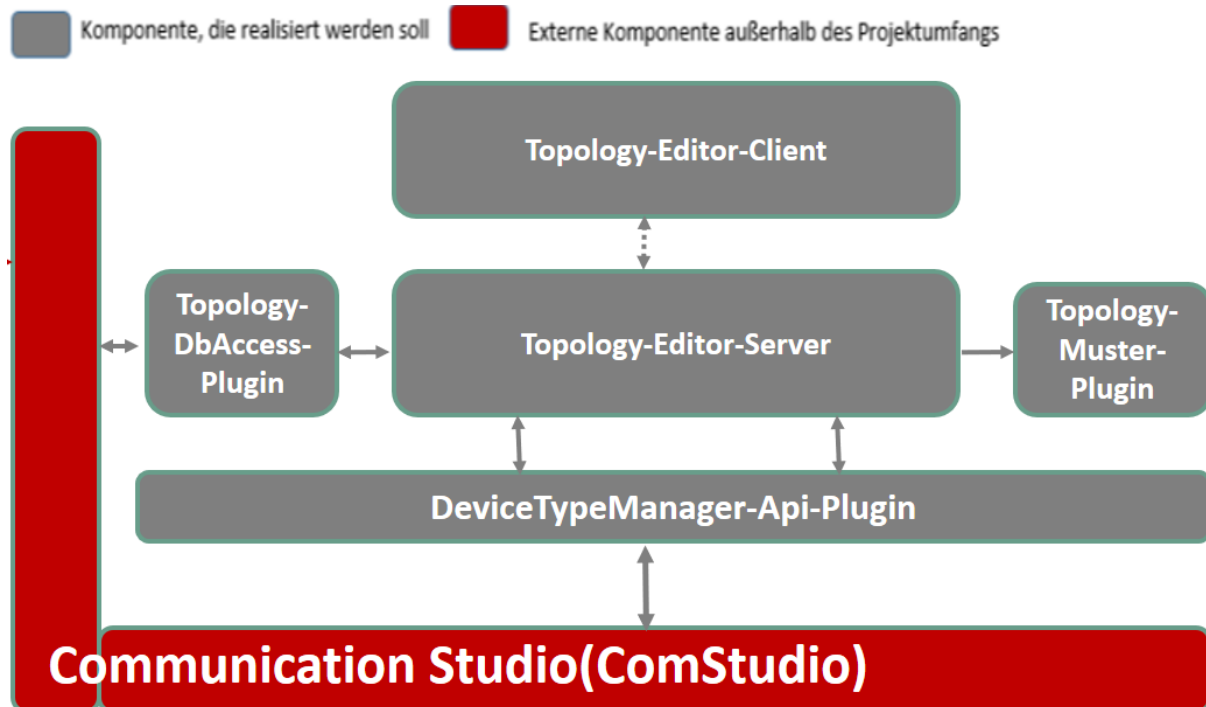 Komponente, die realisiert werden soll
Externe Komponente außerhalb des Projektumfangs
Topology-Editor-Client
Topology-
DbAccess-
Plugin
Topology-Editor-Server
Topology-
Muster-
Plugin
DeviceTypeManager-Api-Plugin
Communication Studio(ComStudio)